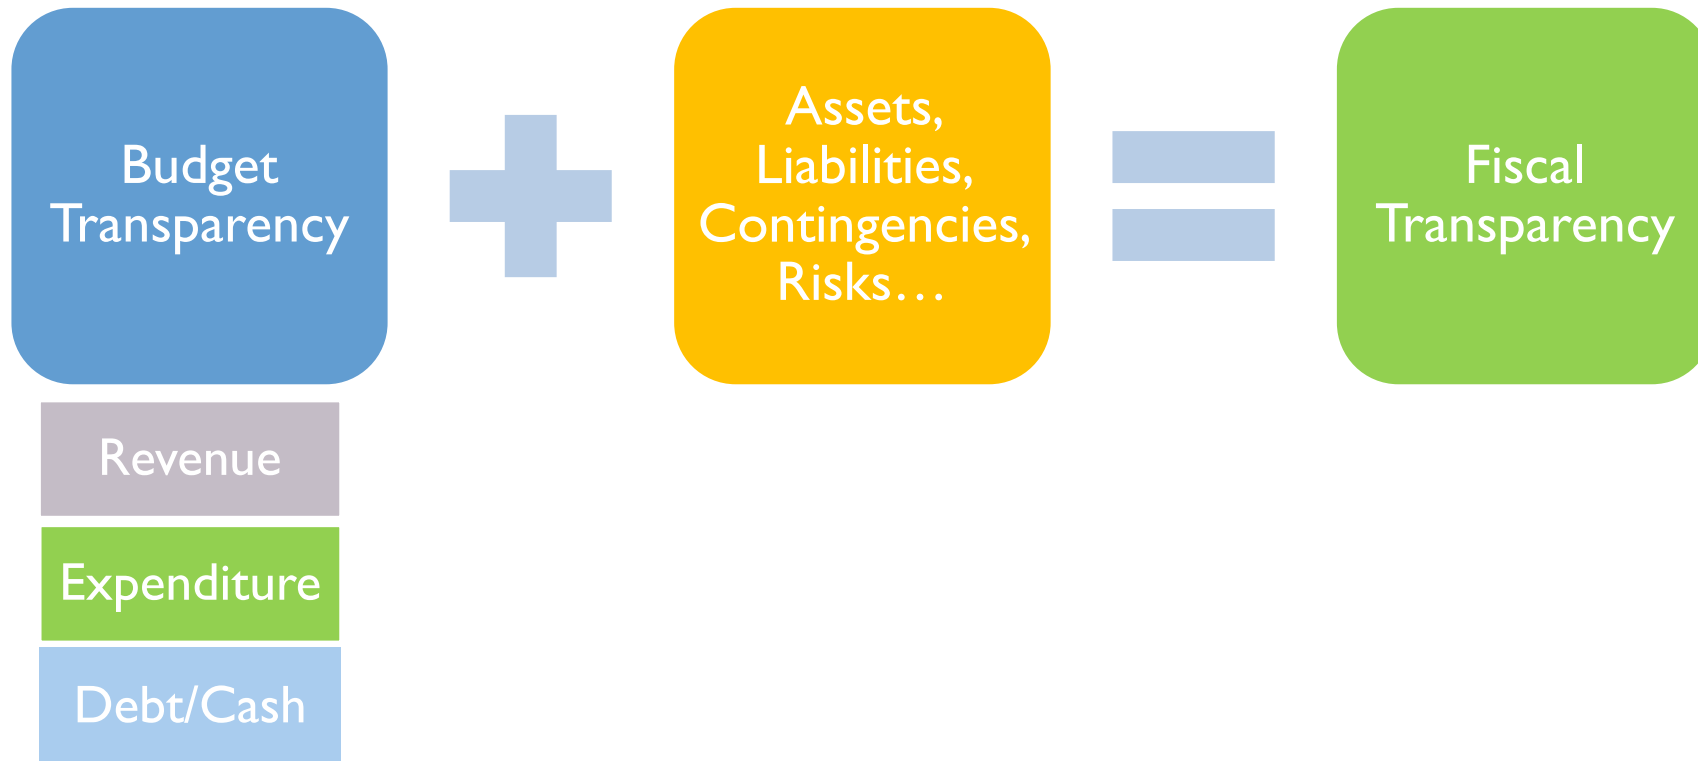 Budget
Transparency
Assets,
Liabilities,
Contingencies,
Risks…
Fiscal
Transparency
Revenue
Expenditure
Debt/Cash